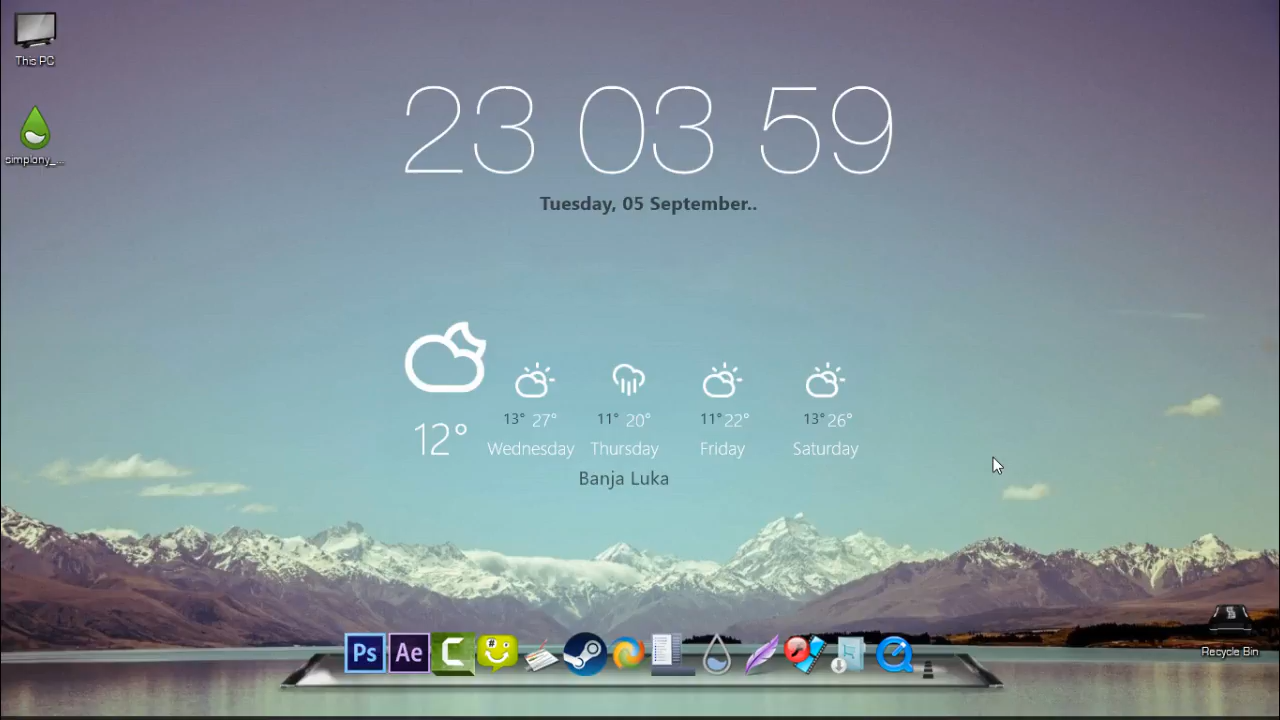 This PC
simplony_...
23 03 59
Tuesday, 05 September..
12°
13° 27°
Wednesday
11° 20°
Thursday
11° 22°
Friday
13° 26°
Saturday
Banja Luka
Ps
Ae
C
#
Recycle Bin